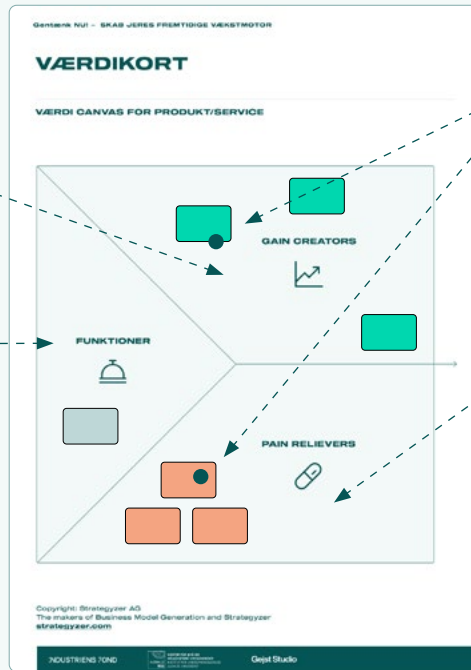 Gentænk NU! – SKAB JERES FREMTIDIGE VÆKSTMOTOR
VÆRDIKORT
VÆRDI CANVAS FOR PRODUKT/SERVICE
GAIN CREATORS
FUNKTIONER
PAIN RELIEVERS
Copyright: Strategyzer AG
The makers of Business Model Generation and Strategyzer
strategyzer.com
INDUSTRIENS FOND
Gejst Studio